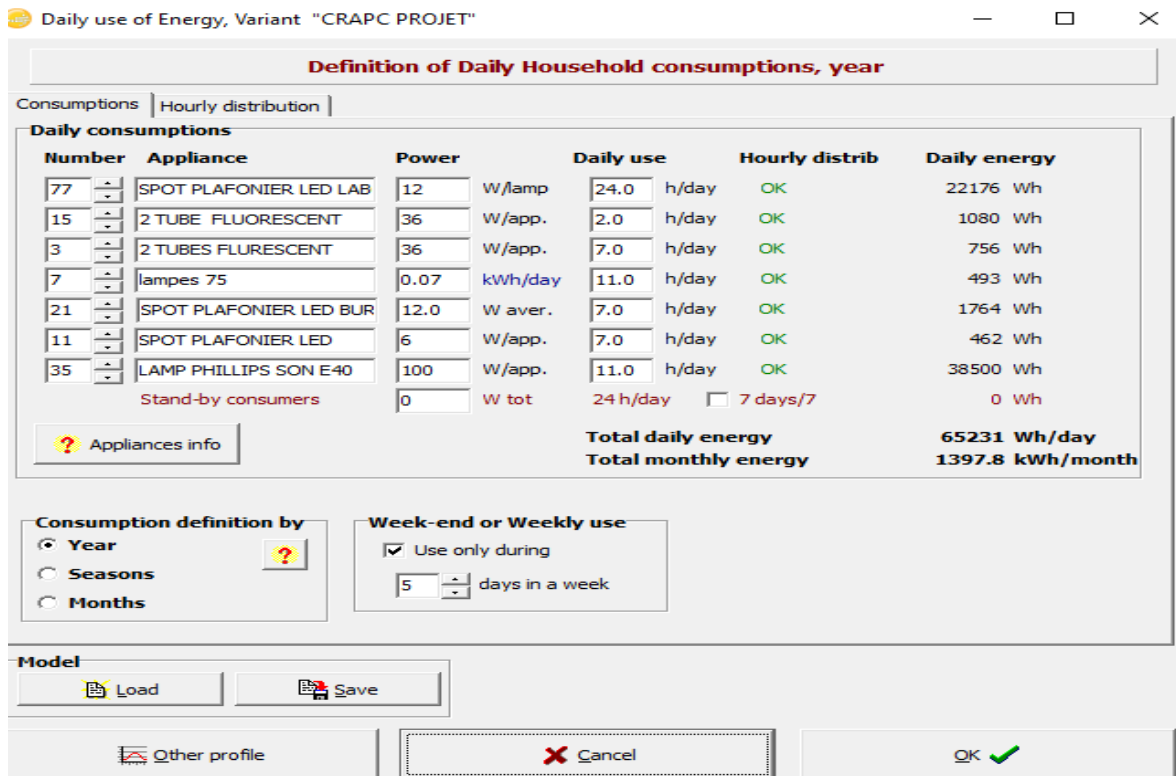 Daily use of Energy, Variant "CRAPC PROJET"
Definition of Daily Household consumptions, year
Consumptions Hourly distribution
Daily consumptions
Number Appliance Power Daily use Hourly distrib Daily energy
77 SPOT PLAFONIER LED LAB 12 W/lamp 24.0 h/day OK 22176 Wh
15 2 TUBE FLUORESCENT 36 W/app. 2.0 h/day OK 1080 Wh
3 2 TUBES FLURESCENT 36 W/app. 7.0 h/day OK 756 Wh
7 lampes 75 0.07 kWh/day 11.0 h/day OK 493 Wh
21 SPOT PLAFONIER LED BUR 12.0 W aver. 7.0 h/day OK 1764 Wh
11 SPOT PLAFONIER LED 6 W/app. 7.0 h/day OK 462 Wh
35 LAMP PHILLIPS SON E40 100 W/app. 11.0 h/day OK 38500 Wh
Stand-by consumers 0 W tot 24 h/day 7 days/7 0 Wh
? Appliances info
Total daily energy 65231 Wh/day
Total monthly energy 1397.8 kWh/month
Consumption definition by
Year
?
Seasons
Months
Week-end or Weekly use
Use only during
5 days in a week
Model
Load Save
Other profile Cancel OK